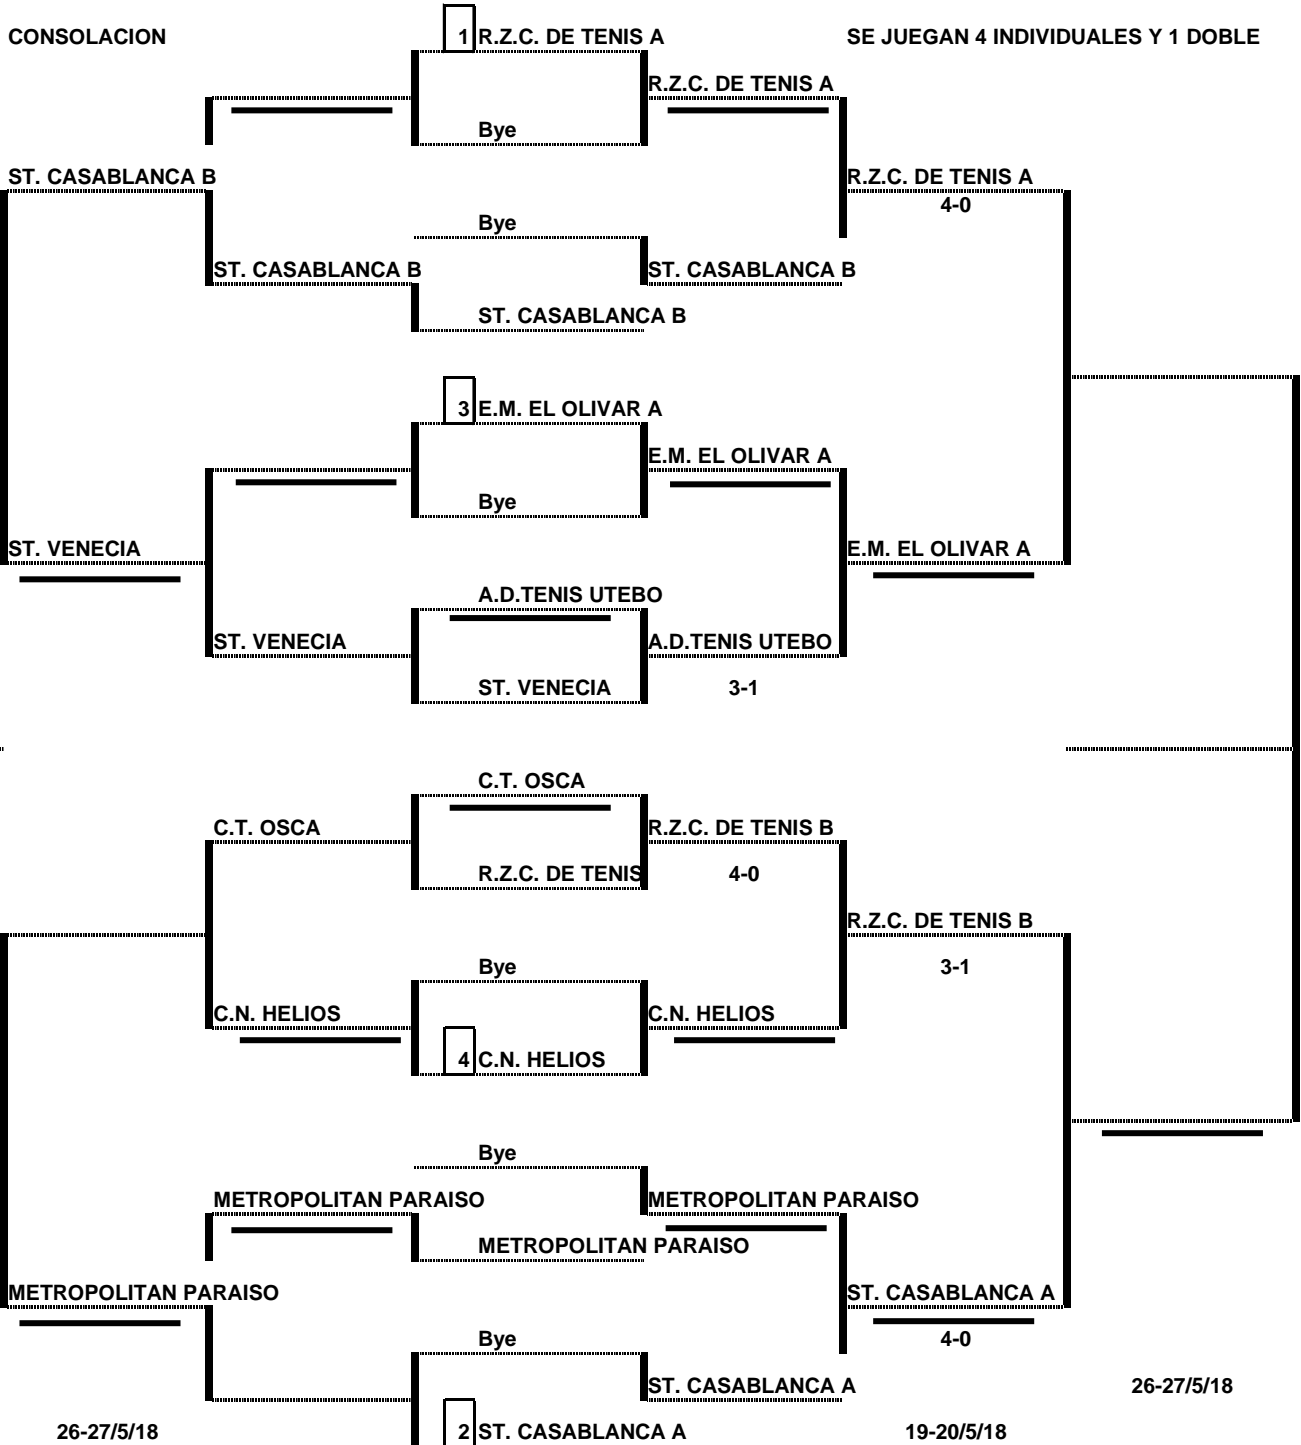 CONSOLACION 1 R.Z.C. DE TENIS A SE JUEGAN 4 INDIVIDUALES Y 1 DOBLE
R.Z.C. DE TENIS A
Bye
ST. CASABLANCA B R.Z.C. DE TENIS A
4-0
Bye
ST. CASABLANCA B ST. CASABLANCA B
ST. CASABLANCA B
3 E.M. EL OLIVAR A
E.M. EL OLIVAR A
Bye
ST. VENECIA E.M. EL OLIVAR A
A.D.TENIS UTEBO
ST. VENECIA A.D.TENIS UTEBO
ST. VENECIA 3-1
C.T. OSCA
C.T. OSCA R.Z.C. DE TENIS B
R.Z.C. DE TENIS 4-0
R.Z.C. DE TENIS B
Bye 3-1
C.N. HELIOS C.N. HELIOS
4 C.N. HELIOS
Bye
METROPOLITAN PARAISO METROPOLITAN PARAISO
METROPOLITAN PARAISO
METROPOLITAN PARAISO ST. CASABLANCA A
Bye 4-0
ST. CASABLANCA A 26-27/5/18
26-27/5/18 2 ST. CASABLANCA A 19-20/5/18